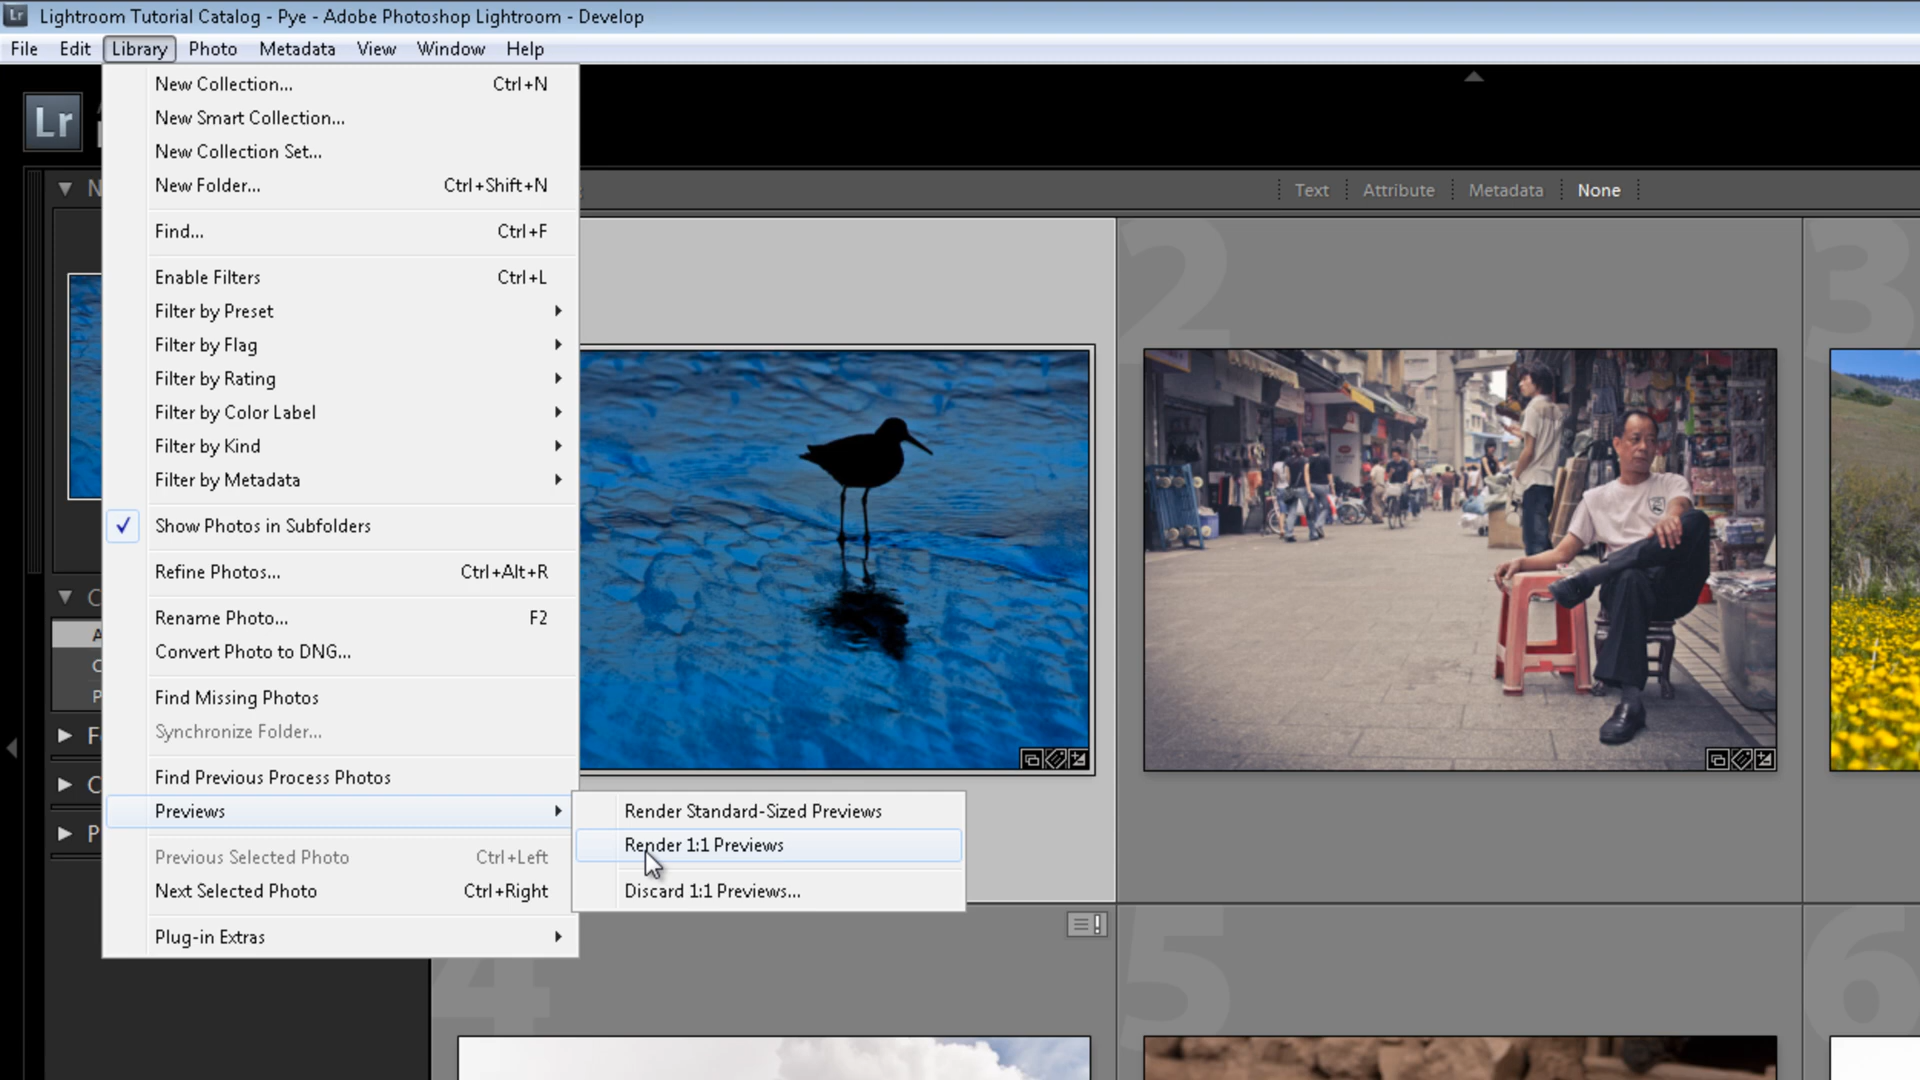 Lr Lightroom Tutorial Catalog - Pye - Adobe Photoshop Lightroom - Develop
File Edit Library Photo Metadata View Window Help
Lr
New Collection... Ctrl+N
New Smart Collection...
New Collection Set...
New Folder... Ctrl+Shift+N
Find... Ctrl+F
Enable Filters Ctrl+L
Filter by Preset
Filter by Flag
Filter by Rating
Filter by Color Label
Filter by Kind
Filter by Metadata
Show Photos in Subfolders
Refine Photos... Ctrl+Alt+R
Rename Photo... F2
Convert Photo to DNG...
Find Missing Photos
Synchronize Folder...
Find Previous Process Photos
Previews
Previous Selected Photo Ctrl+Left
Next Selected Photo Ctrl+Right
Plug-in Extras
Render Standard-Sized Previews
Render 1:1 Previews
Discard 1:1 Previews...
Text Attribute Metadata None
N
C
A
C
P
F
C
P
2
3
4
5
6